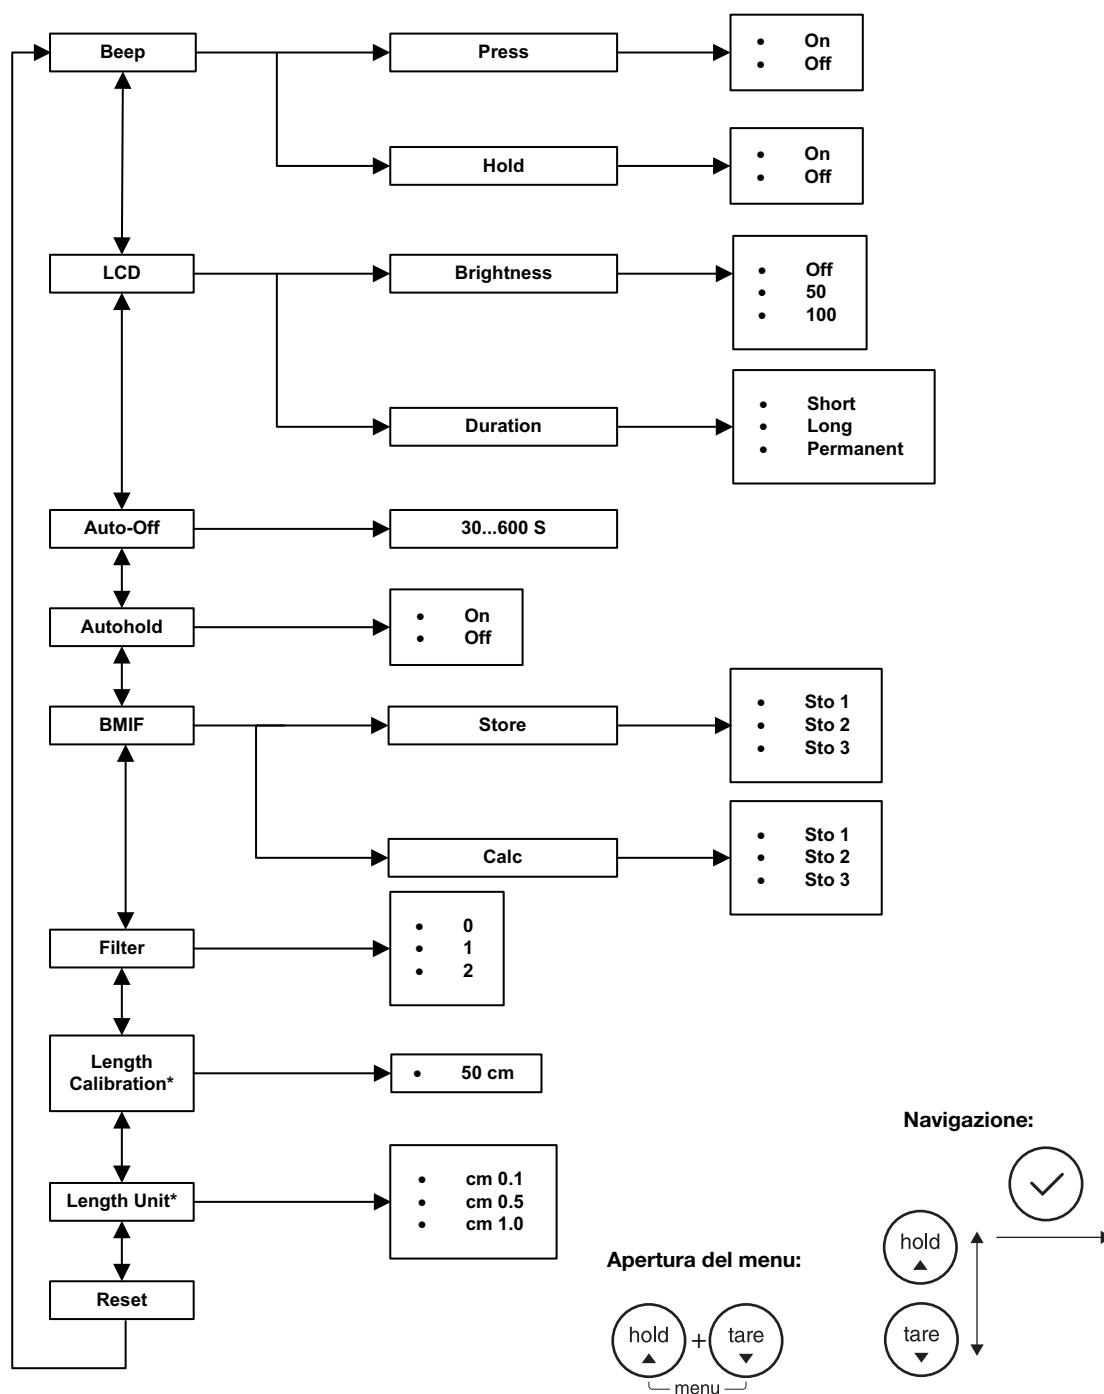 Beep
Press
• On
• Off
Hold
• On
• Off
LCD
Brightness
• Off
• 50
• 100
Duration
• Short
• Long
• Permanent
Auto-Off
30...600 S
Autohold
• On
• Off
BMIF
Store
• Sto 1
• Sto 2
• Sto 3
Calc
• Sto 1
• Sto 2
• Sto 3
Filter
• 0
• 1
• 2
Length
Calibration*
• 50 cm
Length Unit*
• cm 0.1
• cm 0.5
• cm 1.0
Reset
Apertura del menu:
hold + tare
menu
Navigazione:
hold
tare